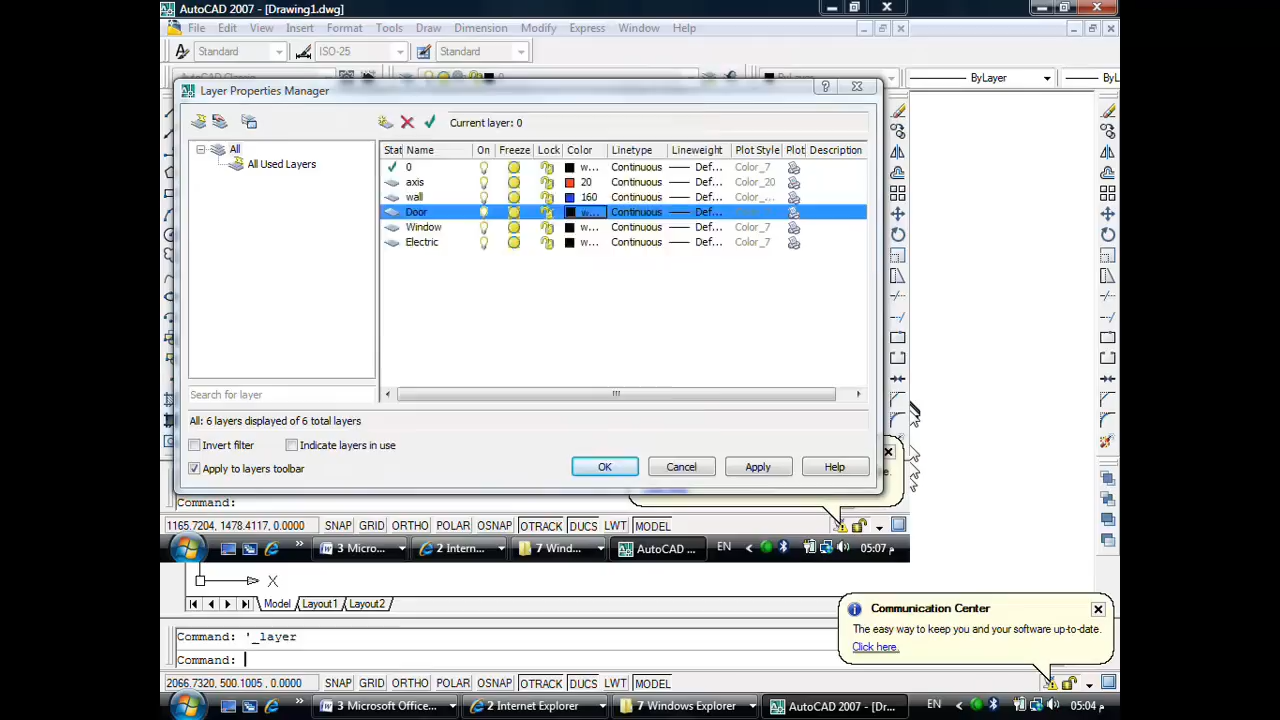 AutoCAD 2007 - [Drawing1.dwg]
File Edit View Insert Format Tools Draw Dimension Modify Express Window Help
Standard ISO-25 Standard
ByLayer
Layer Properties Manager
Current layer: 0
All
All Used Layers
Stat Name On Freeze Lock Color Linetype Lineweight Plot Style Plot Description
0 w... Continuous Def... Color_7
axis 20 Continuous Def... Color_20
wall 160 Continuous Def... Color_...
Door w... Continuous Def...
Window w... Continuous Def... Color_7
Electric w... Continuous Def... Color_7
Search for layer
All: 6 layers displayed of 6 total layers
Invert filter Indicate layers in use
Apply to layers toolbar
OK Cancel Apply Help
Command:
1165.7204, 1478.4117, 0.0000 SNAP GRID ORTHO POLAR OSNAP OTRACK DUCS LWT MODEL
3 Micro... 2 Intern... 7 Wind... AutoCAD ... EN 05:07 م
X
Model Layout1 Layout2
Communication Center
The easy way to keep you and your software up-to-date.
Click here.
Command: '_layer
Command:
2066.7320, 500.1005 , 0.0000 SNAP GRID ORTHO POLAR OSNAP OTRACK DUCS LWT MODEL
3 Microsoft Office... 2 Internet Explorer 7 Windows Explorer AutoCAD 2007 - [Dr... EN 05:04 م